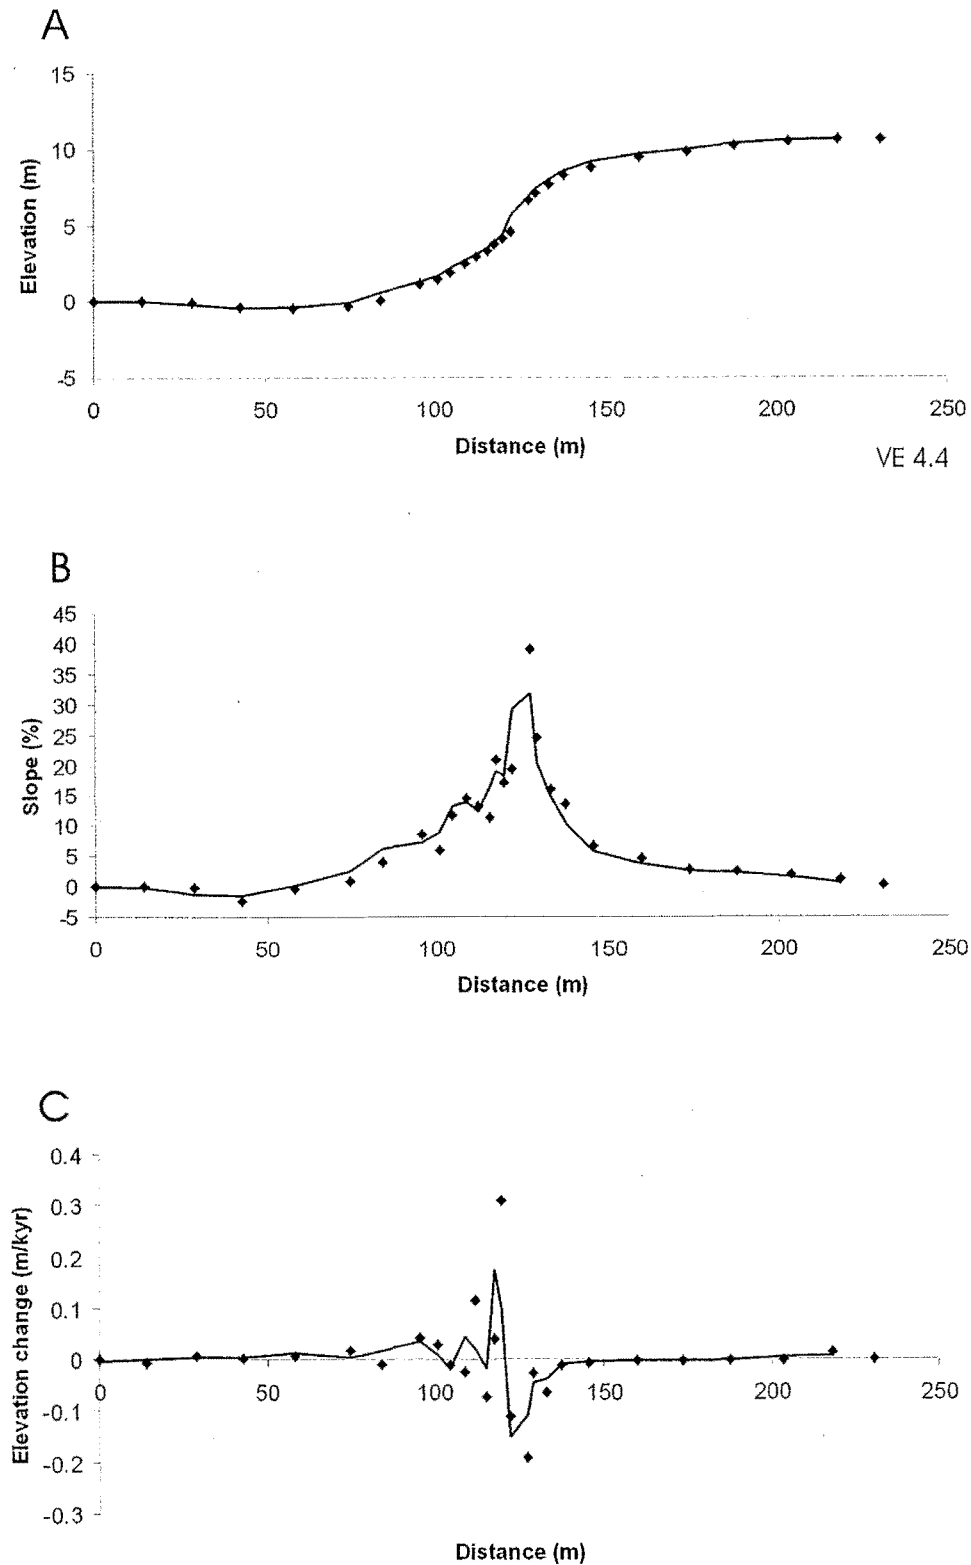 A
15
10
5
0
-5
Elevation (m)
0 50 100 150 200 250
Distance (m)
VE 4.4
B
45
40
35
30
25
20
15
10
5
0
-5
Slope (%)
0 50 100 150 200 250
Distance (m)
C
0.4
0.3
0.2
0.1
0
-0.1
-0.2
-0.3
Elevation change (m/kyr)
0 50 100 150 200 250
Distance (m)